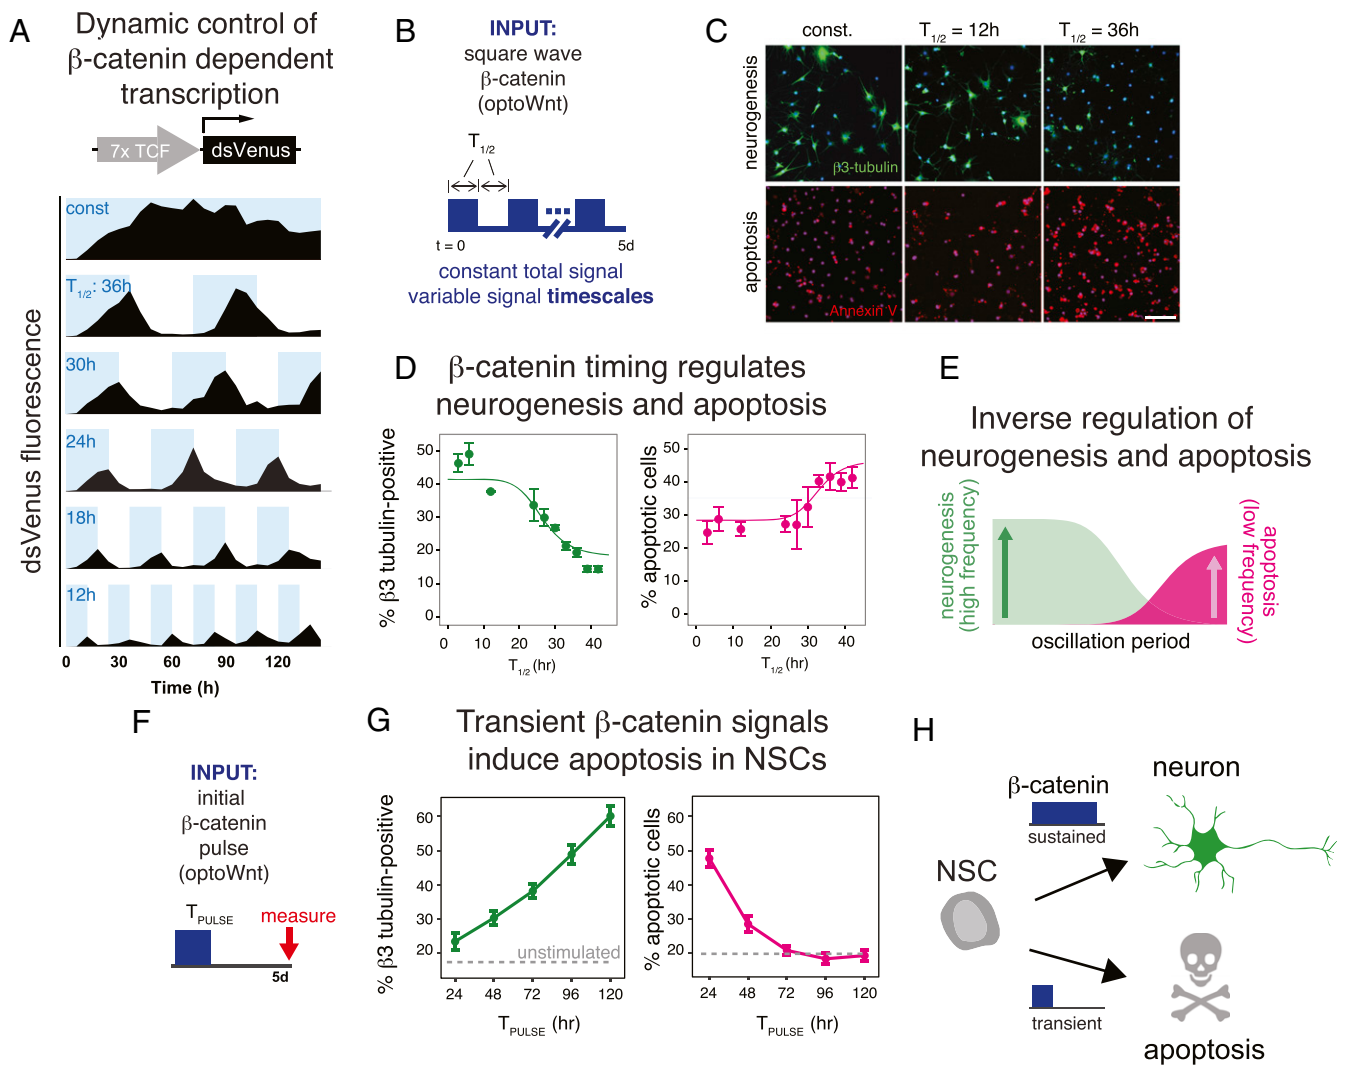 A
Dynamic control of
β-catenin dependent
transcription
7x TCF
dsVenus
dsVenus fluorescence
const
T1/2: 36h
30h
24h
18h
12h
0 30 60 90 120
Time (h)
B
INPUT:
square wave
β-catenin
(optoWnt)
T1/2
t = 0
5d
constant total signal
variable signal timescales
C
const.
T1/2 = 12h
T1/2 = 36h
neurogenesis
β3-tubulin
apoptosis
Annexin V
D
β-catenin timing regulates
neurogenesis and apoptosis
% β3 tubulin-positive
50
40
30
20
10
0
0 10 20 30 40
T1/2 (hr)
% apoptotic cells
50
40
30
20
10
0
0 10 20 30 40
T1/2 (hr)
E
Inverse regulation of
neurogenesis and apoptosis
neurogenesis
(high frequency)
apoptosis
(low frequency)
oscillation period
F
INPUT:
initial
β-catenin
pulse
(optoWnt)
TPULSE
measure
5d
G
Transient β-catenin signals
induce apoptosis in NSCs
% β3 tubulin-positive
60
50
40
30
20
unstimulated
24 48 72 96 120
TPULSE (hr)
% apoptotic cells
60
50
40
30
20
24 48 72 96 120
TPULSE (hr)
H
neuron
β-catenin
sustained
NSC
transient
apoptosis